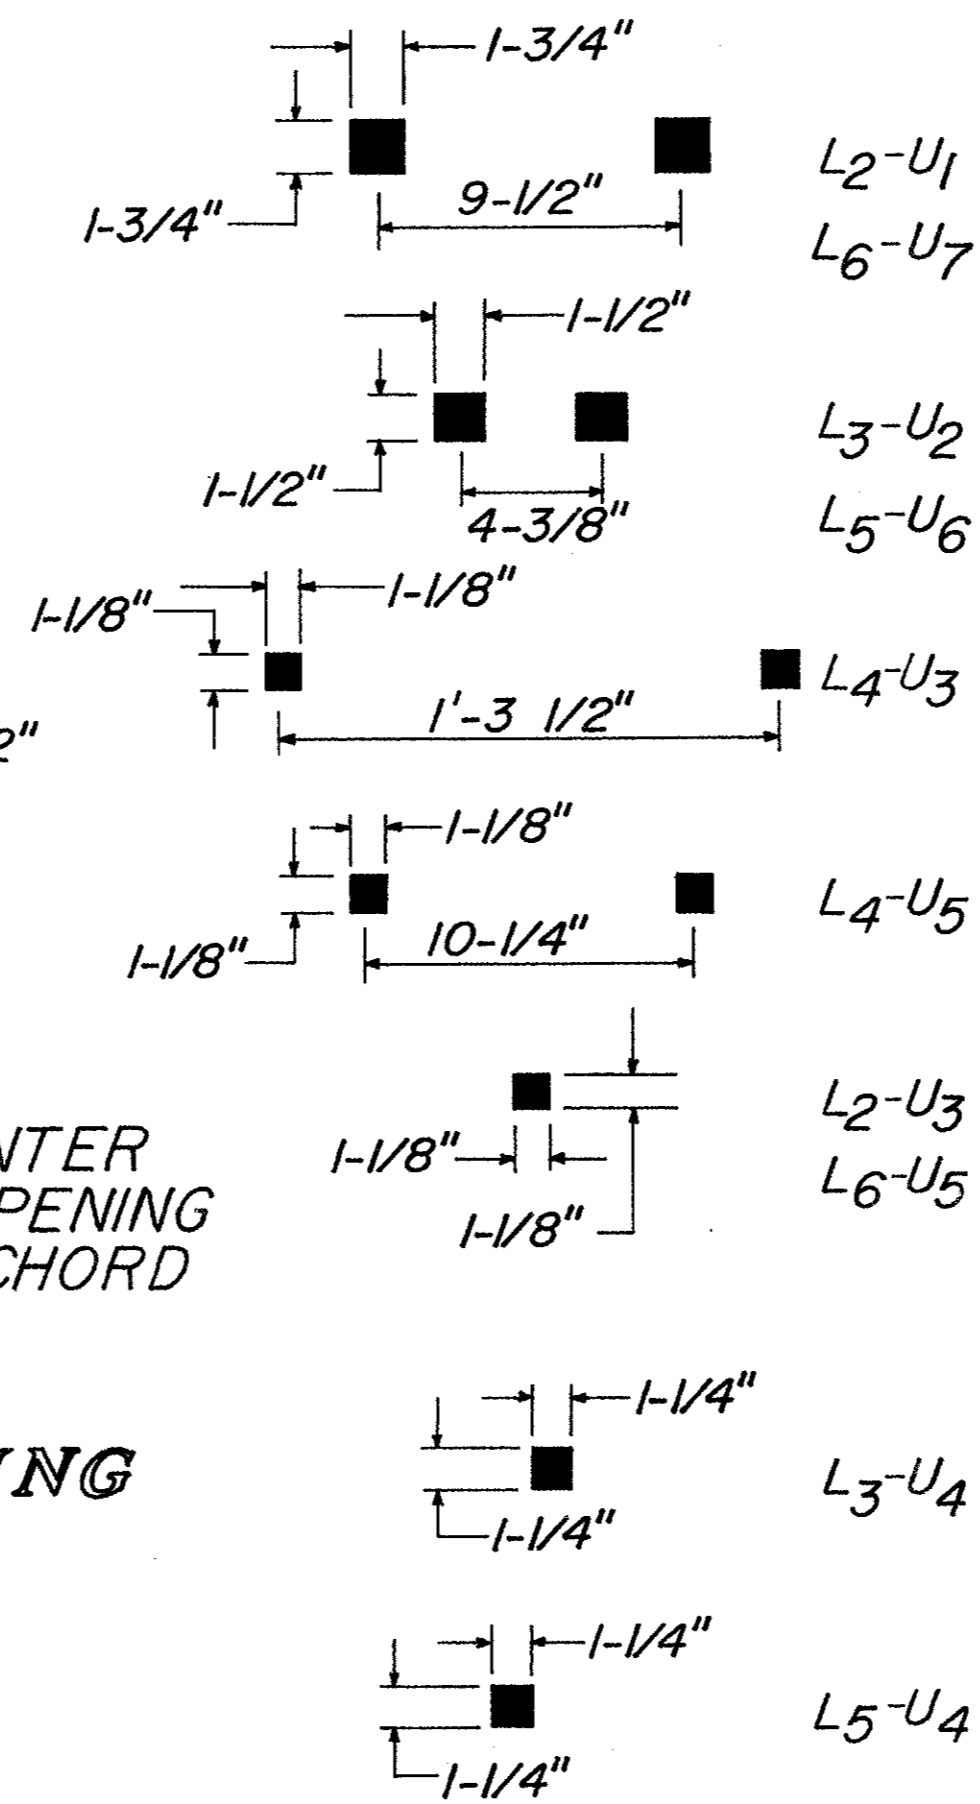 1-3/4"
1-3/4"
9-1/2"
L2-U1
L6-U7
1-1/2"
1-1/2"
4-3/8"
L3-U2
L5-U6
1-1/8"
1-1/8"
1'-3 1/2"
L4-U3
2"
1-1/8"
1-1/8"
10-1/4"
L4-U5
1-1/8"
1-1/8"
L2-U3
L6-U5
NTER
PENING
CHORD
1-1/4"
1-1/4"
L3-U4
ING
1-1/4"
1-1/4"
L5-U4